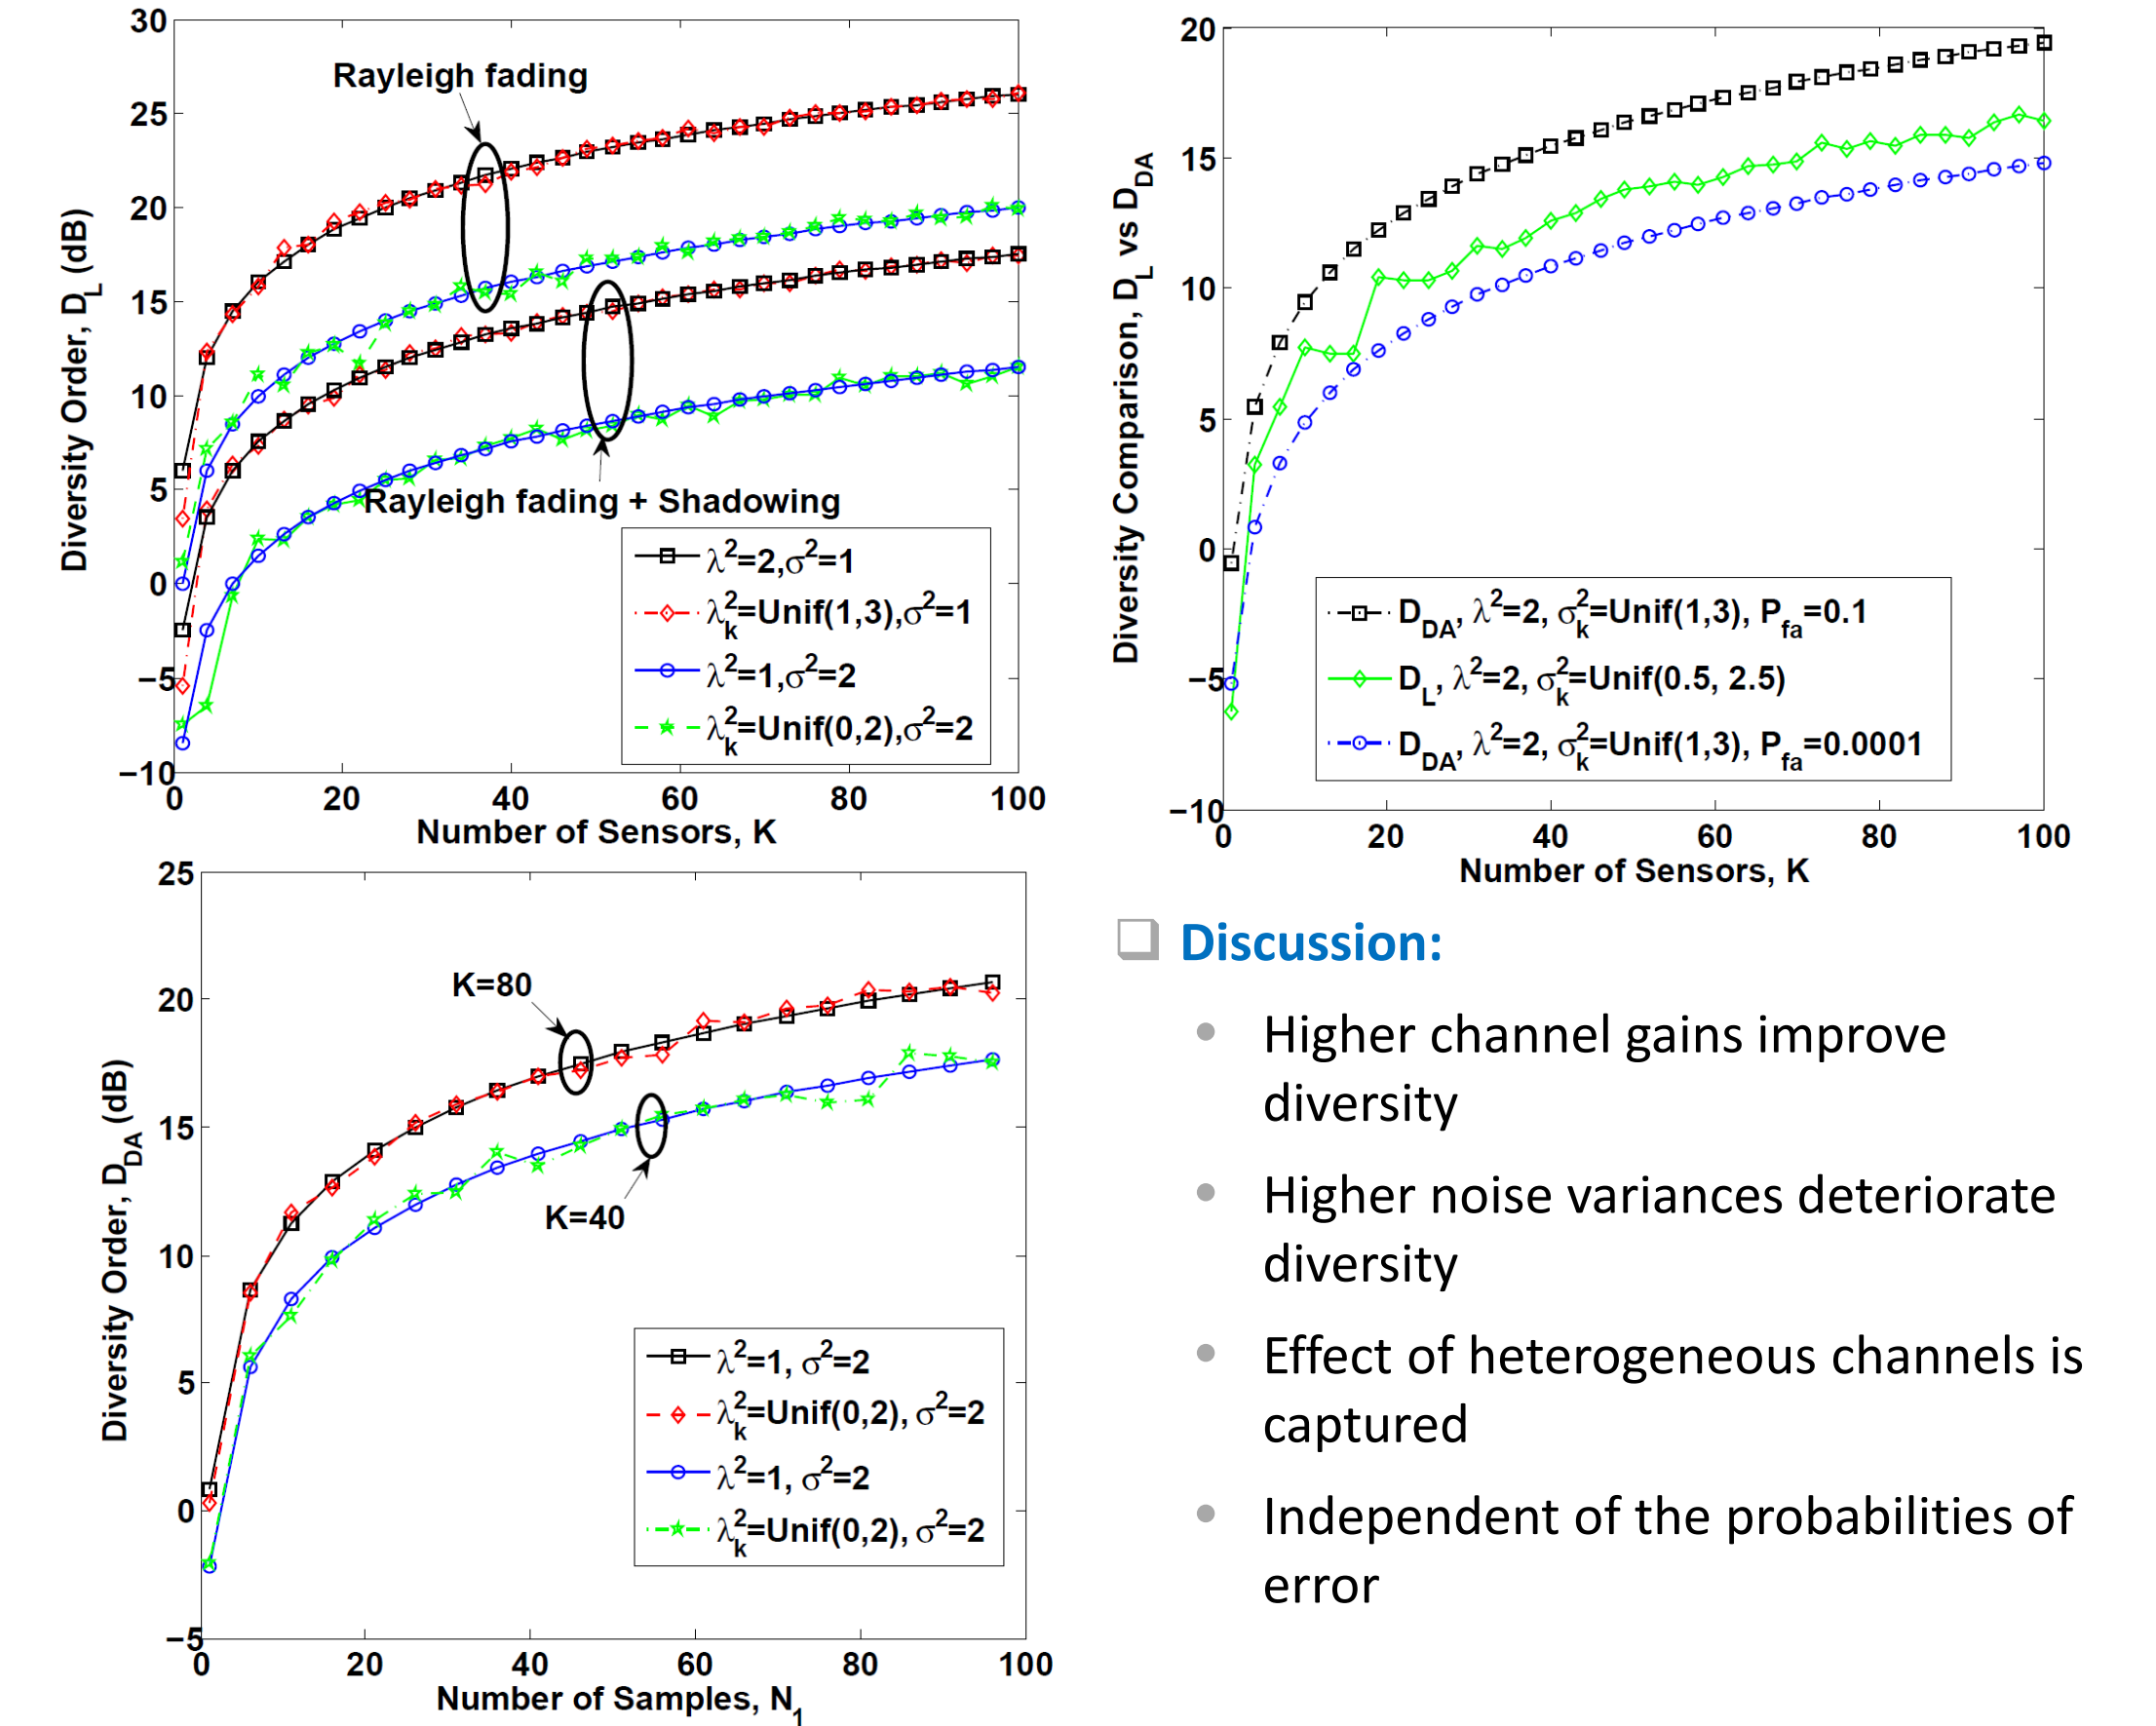 30
25
20
15
10
5
0
−5
−10
0 20 40 60 80 100
Diversity Order, D_L (dB)
Number of Sensors, K
Rayleigh fading
Rayleigh fading + Shadowing
λ²=2,σ²=1
λ_k²=Unif(1,3),σ²=1
λ²=1,σ²=2
λ_k²=Unif(0,2),σ²=2
20
15
10
5
0
−5
−10
0 20 40 60 80 100
Diversity Comparison, D_L vs D_DA
Number of Sensors, K
D_DA, λ²=2, σ_k²=Unif(1,3), P_fa=0.1
D_L, λ²=2, σ_k²=Unif(0.5, 2.5)
D_DA, λ²=2, σ_k²=Unif(1,3), P_fa=0.0001
25
20
15
10
5
0
−5
0 20 40 60 80 100
Diversity Order, D_DA (dB)
Number of Samples, N_1
K=80
K=40
λ²=1, σ²=2
λ_k²=Unif(0,2), σ²=2
λ²=1, σ²=2
λ_k²=Unif(0,2), σ²=2
❑ Discussion:
• Higher channel gains improve
diversity
• Higher noise variances deteriorate
diversity
• Effect of heterogeneous channels is
captured
• Independent of the probabilities of
error